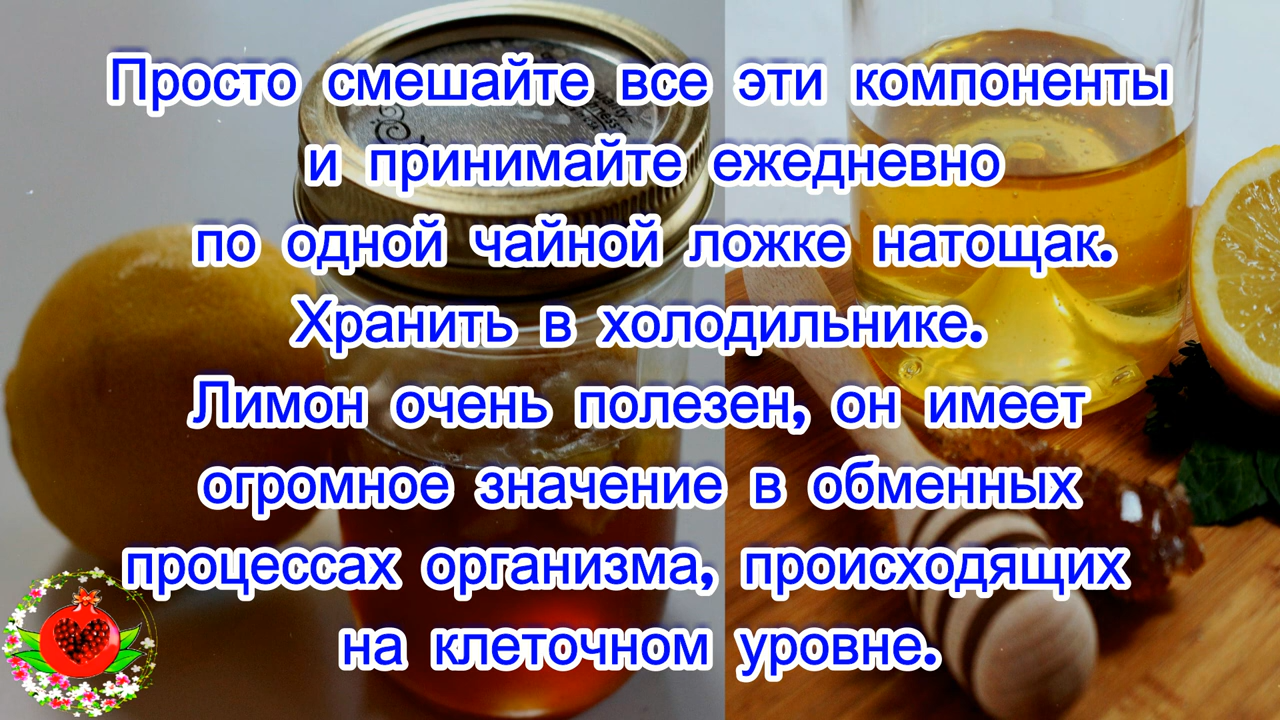 Просто смешайте все эти компоненты
и принимайте ежедневно
по одной чайной ложке натощак.
Хранить в холодильнике.
Лимон очень полезен, он имеет
огромное значение в обменных
процессах организма, происходящих
на клеточном уровне.